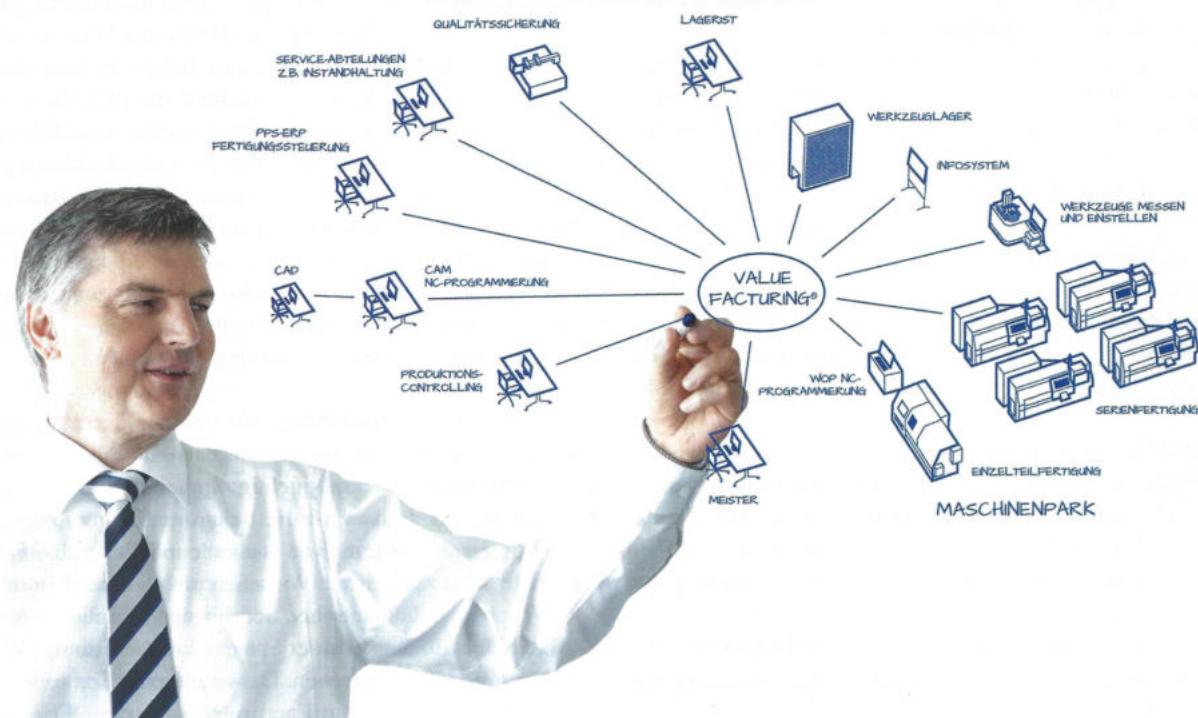 QUALITÄTSSICHERUNG
LAGERIST
SERVICE-ABTEILUNGEN
Z.B. INSTANDHALTUNG
WERKZEUGLAGER
PPS-ERP
FERTIGUNGSSTEUERUNG
INFOSYSTEM
WERKZEUGE MESSEN
UND EINSTELLEN
CAD
CAM
NC-PROGRAMMIERUNG
VALUE
FACTURING®
PRODUKTIONS-
CONTROLLING
WOP NC-
PROGRAMMIERUNG
SERIENFERTIGUNG
EINZELTEILFERTIGUNG
MEISTER
MASCHINENPARK